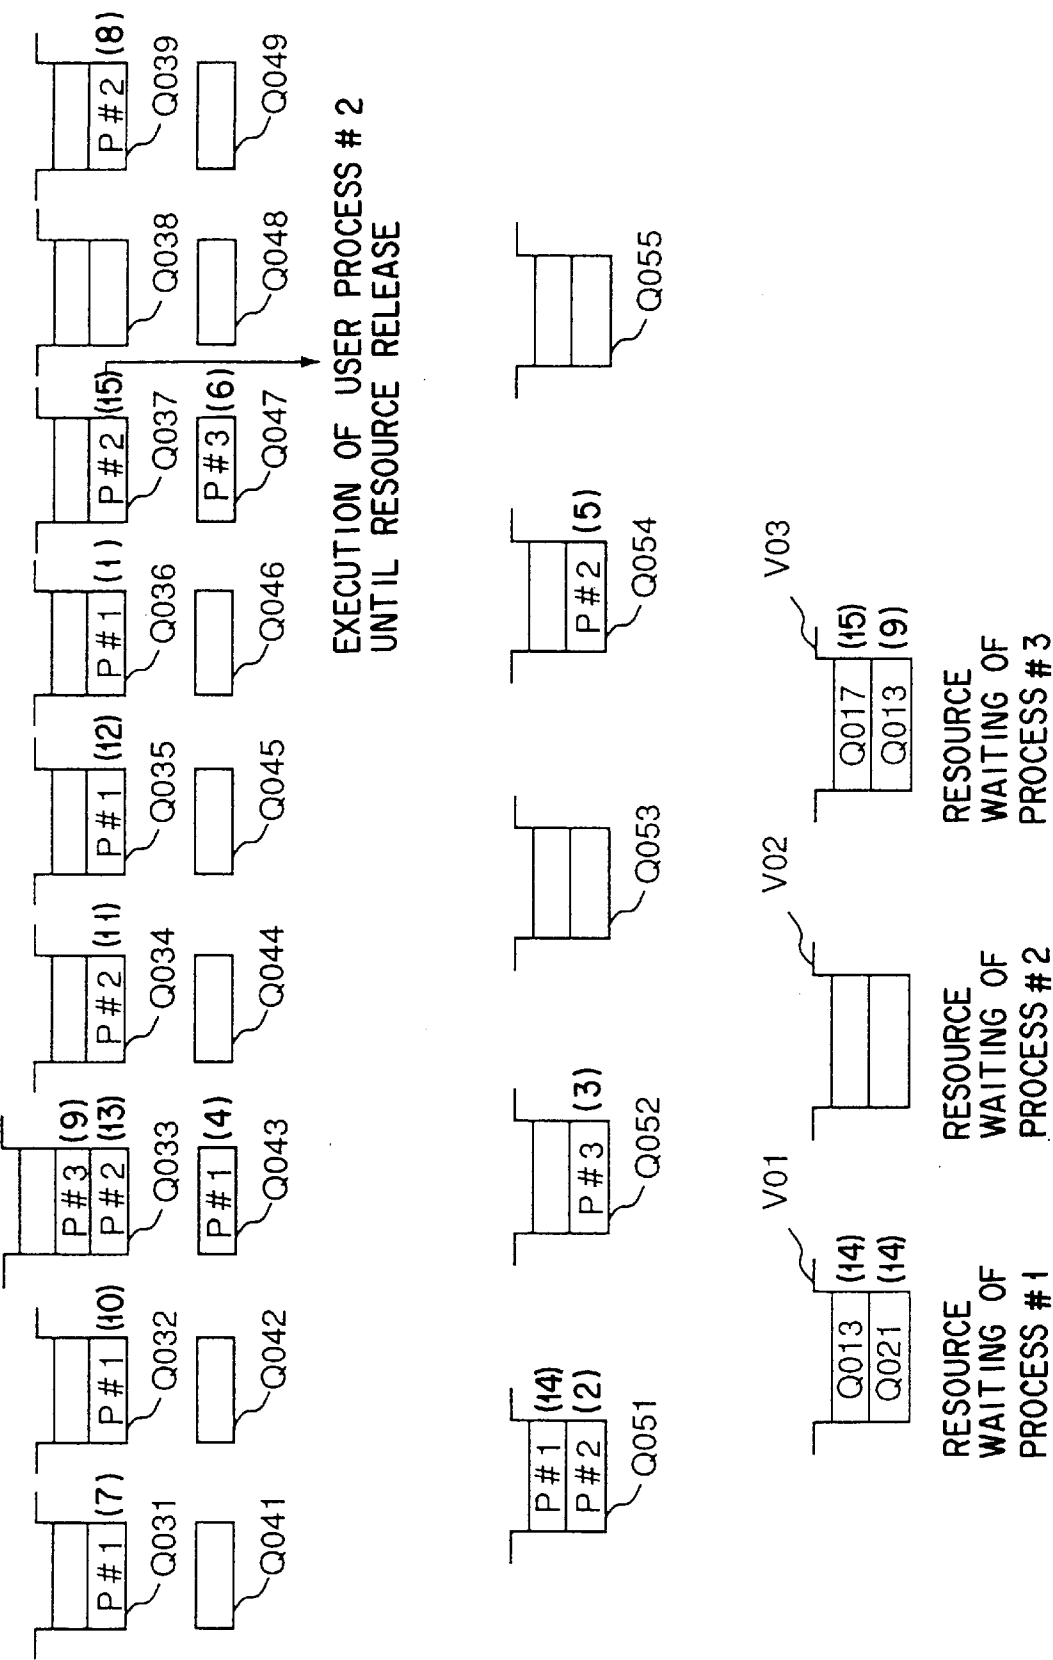 P#1 (7)
Q031
P#1 (10)
Q032
P#3 (9)
P#2 (13)
Q033
P#2 (11)
Q034
P#1 (12)
Q035
P#1 (1)
Q036
P#2 (15)
Q037
Q038
P#2 (8)
Q039
Q041
Q042
P#1 (4)
Q043
Q044
Q045
Q046
P#3 (6)
Q047
Q048
Q049
EXECUTION OF USER PROCESS #2
UNTIL RESOURCE RELEASE
P#1 (14)
P#2 (2)
Q051
P#3 (3)
Q052
Q053
P#2 (5)
Q054
Q055
V01
Q013 (14)
Q021 (14)
RESOURCE
WAITING OF
PROCESS #1
V02
RESOURCE
WAITING OF
PROCESS #2
V03
Q017 (15)
Q013 (9)
RESOURCE
WAITING OF
PROCESS #3